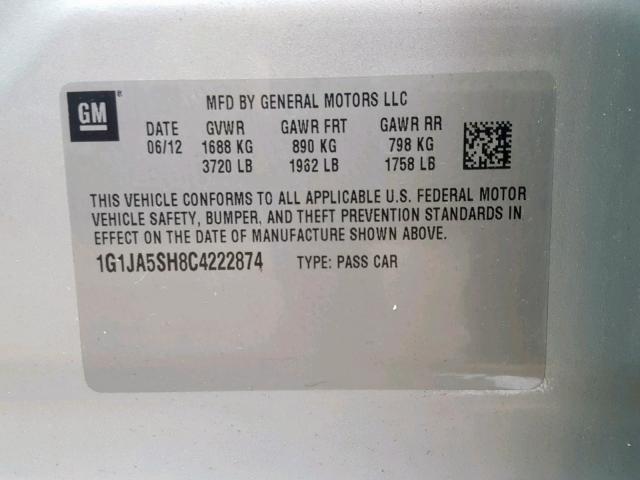 GM ®
MFD BY GENERAL MOTORS LLC
DATE GVWR GAWR FRT GAWR RR
06/12 1688 KG 890 KG 798 KG
3720 LB 1962 LB 1758 LB
THIS VEHICLE CONFORMS TO ALL APPLICABLE U.S. FEDERAL MOTOR
VEHICLE SAFETY, BUMPER, AND THEFT PREVENTION STANDARDS IN
EFFECT ON THE DATE OF MANUFACTURE SHOWN ABOVE.
1G1JA5SH8C4222874 TYPE: PASS CAR